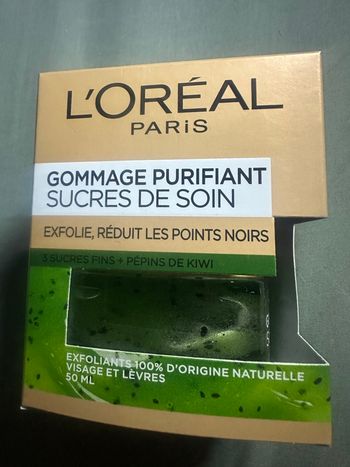 L'ORÉAL
PARiS
GOMMAGE PURIFIANT
SUCRES DE SOIN
EXFOLIE, RÉDUIT LES POINTS NOIRS
3 SUCRES FINS + PÉPINS DE KIWI
EXFOLIANTS 100% D'ORIGINE NATURELLE
VISAGE ET LÈVRES
50 ML